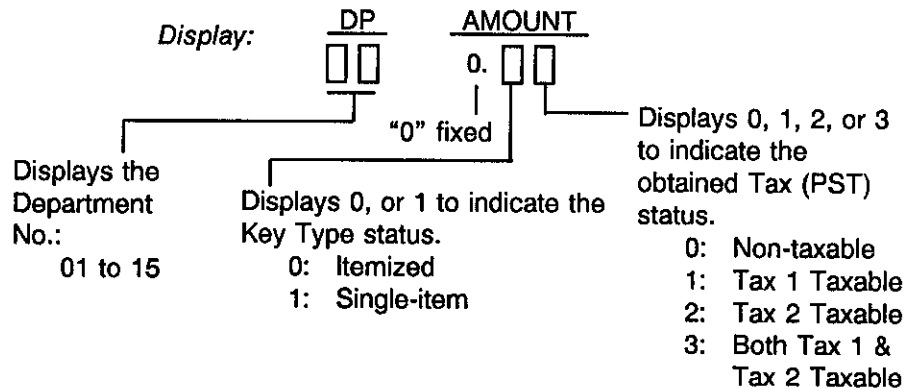 Display:
DP
AMOUNT
0.
"0" fixed
Displays the
Department
No.:
01 to 15
Displays 0, or 1 to indicate the
Key Type status.
0: Itemized
1: Single-item
Displays 0, 1, 2, or 3
to indicate the
obtained Tax (PST)
status.
0: Non-taxable
1: Tax 1 Taxable
2: Tax 2 Taxable
3: Both Tax 1 &
Tax 2 Taxable